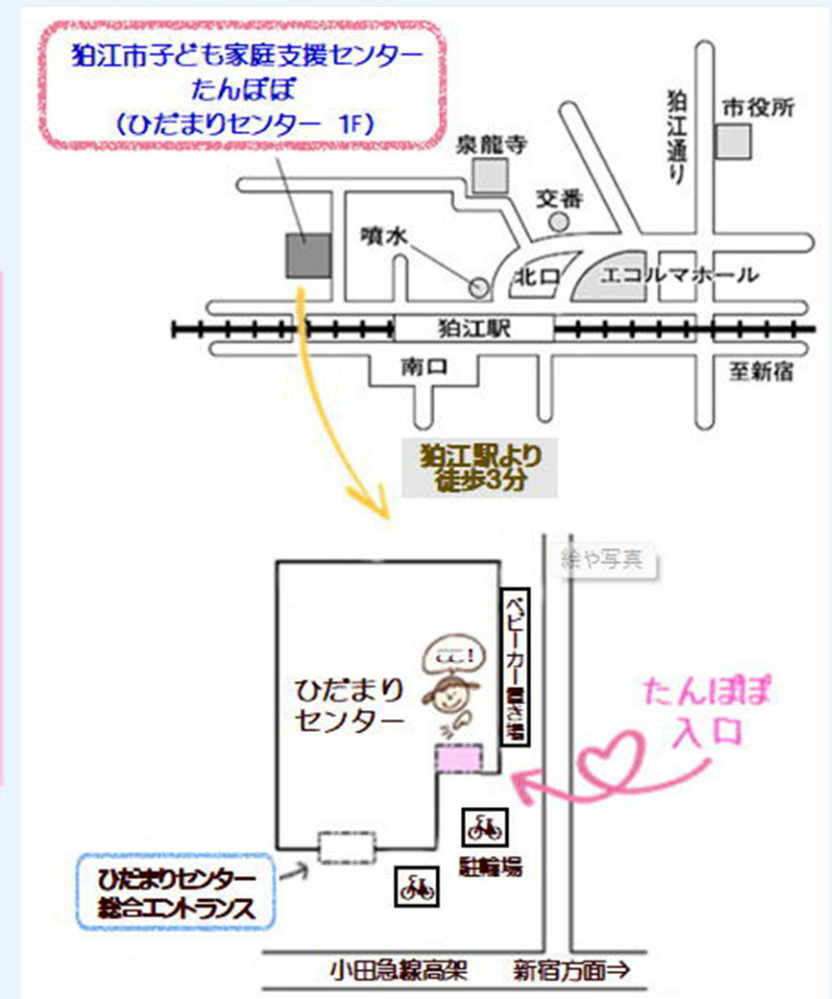 狛江市子ども家庭支援センター
たんぽぽ
(ひだまりセンター 1F)
狛江通り
市役所
泉龍寺
交番
噴水
北口
エコルマホール
狛江駅
南口
至新宿
狛江駅より
徒歩3分
絵や写真
ベビーカー置き場
ここ!
ひだまり
センター
たんぽぽ
入口
駐輪場
ひだまりセンター
総合エントランス
小田急線高架
新宿方面→